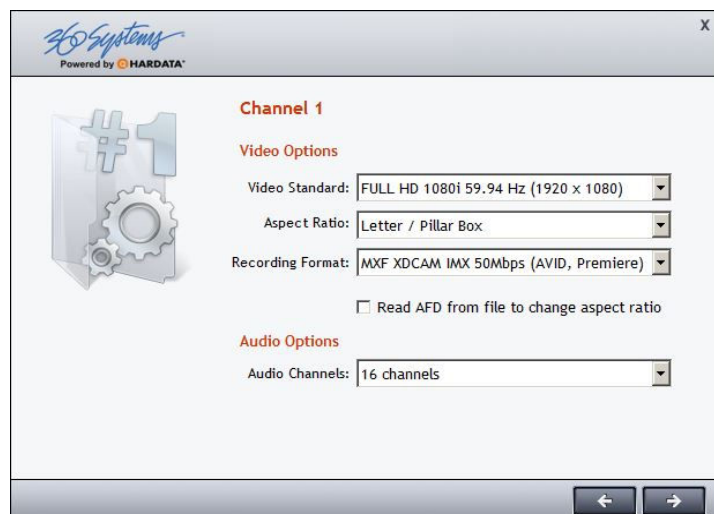 X
360 Systems
Powered by HARDATA
#1
Channel 1
Video Options
Video Standard: FULL HD 1080i 59.94 Hz (1920 x 1080)
Aspect Ratio: Letter / Pillar Box
Recording Format: MXF XDCAM IMX 50Mbps (AVID, Premiere)
Read AFD from file to change aspect ratio
Audio Options
Audio Channels: 16 channels